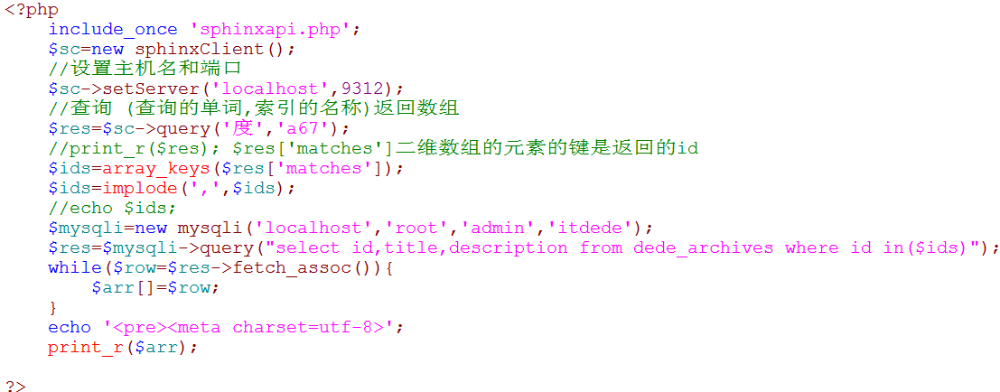 <?php
include_once 'sphinxapi.php';
$sc=new sphinxClient();
//设置主机名和端口
$sc->setServer('localhost',9312);
//查询 (查询的单词,索引的名称)返回数组
$res=$sc->query('度','a67');
//print_r($res); $res['matches']二维数组的元素的键是返回的id
$ids=array_keys($res['matches']);
$ids=implode(',',$ids);
//echo $ids;
$mysqli=new mysqli('localhost','root','admin','itdede');
$res=$mysqli->query("select id,title,description from dede_archives where id in($ids)");
while($row=$res->fetch_assoc()){
$arr[]=$row;
}
echo '<pre><meta charset=utf-8>';
print_r($arr);
?>